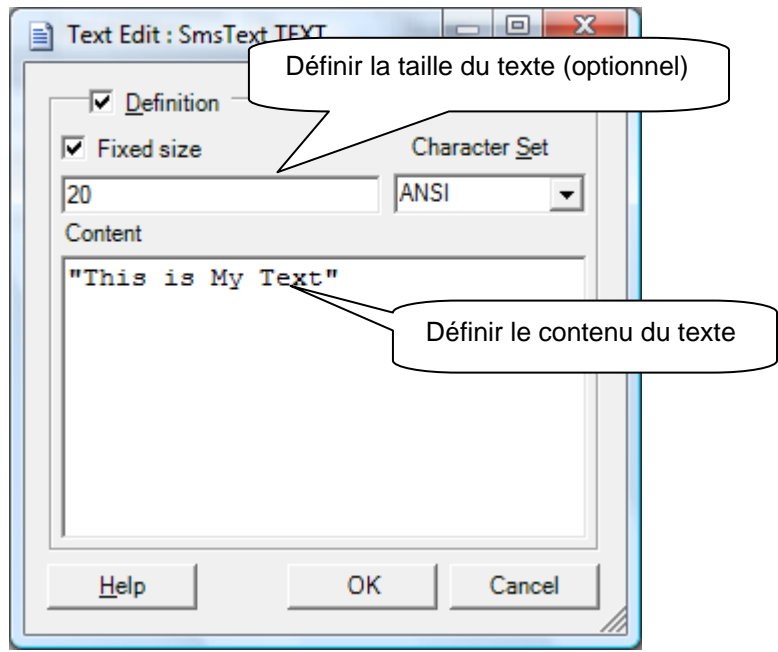 Text Edit : SmsText TEXT
Définir la taille du texte (optionnel)
Definition
Fixed size
Character Set
20
ANSI
Content
"This is My Text"
Définir le contenu du texte
Help
OK
Cancel